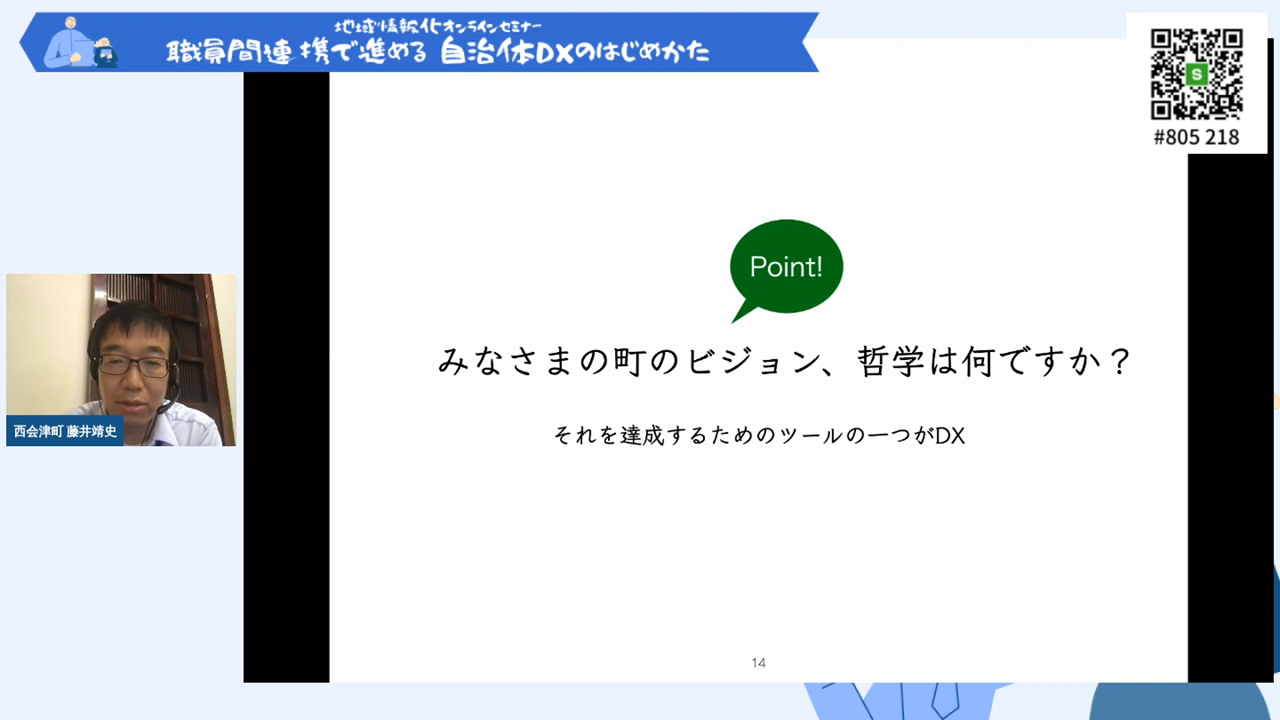 地域情報化オンラインセミナー
職員間連携で進める 自治体DXのはじめかた
S
#805 218
Point!
みなさまの町のビジョン、哲学は何ですか？
それを達成するためのツールの一つがDX
西会津町 藤井靖史
14